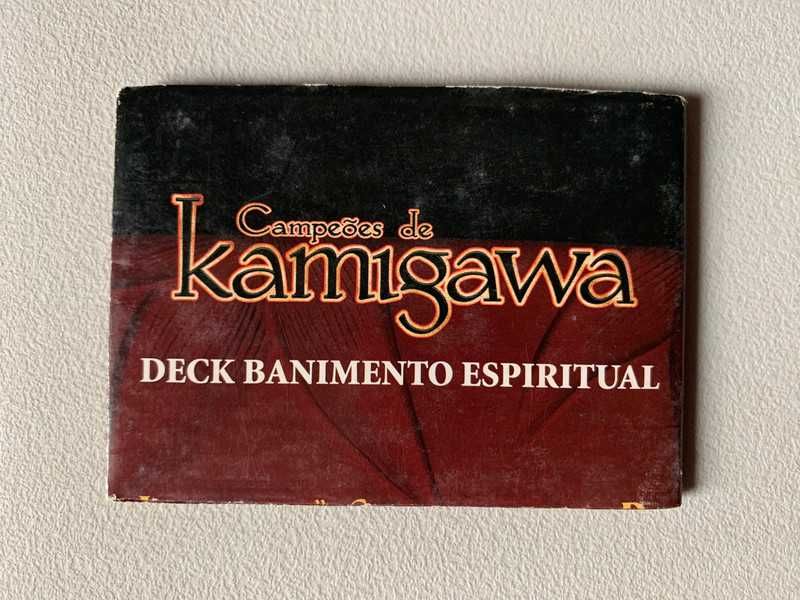 Campeões de
Kamigawa
DECK BANIMENTO ESPIRITUAL